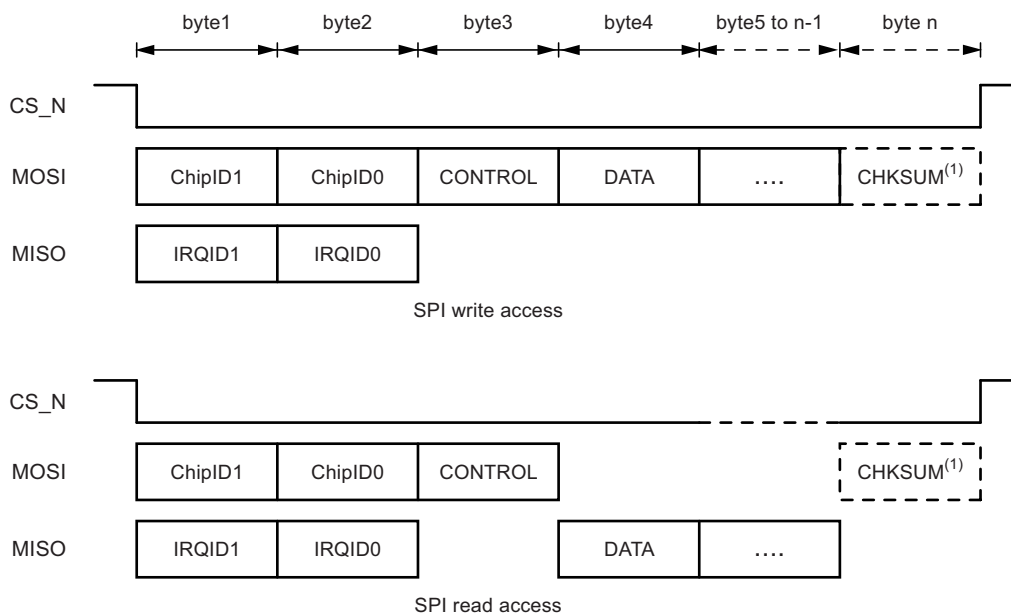 byte1 byte2 byte3 byte4 byte5 to n-1 byte n
CS_N
MOSI ChipID1 ChipID0 CONTROL DATA .... CHKSUM(1)
MISO IRQID1 IRQID0
SPI write access
CS_N
MOSI ChipID1 ChipID0 CONTROL CHKSUM(1)
MISO IRQID1 IRQID0 DATA ....
SPI read access